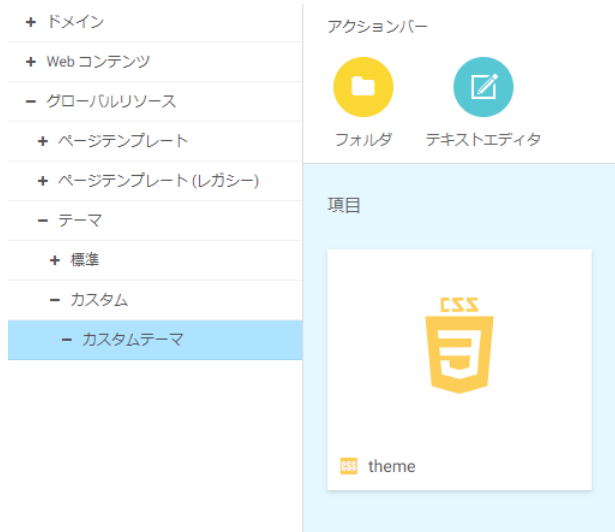 ドメイン
Web コンテンツ
グローバルリソース
ページテンプレート
ページテンプレート (レガシー)
テーマ
標準
カスタム
カスタムテーマ
アクションバー
フォルダ
テキストエディタ
項目
CSS
CSS theme